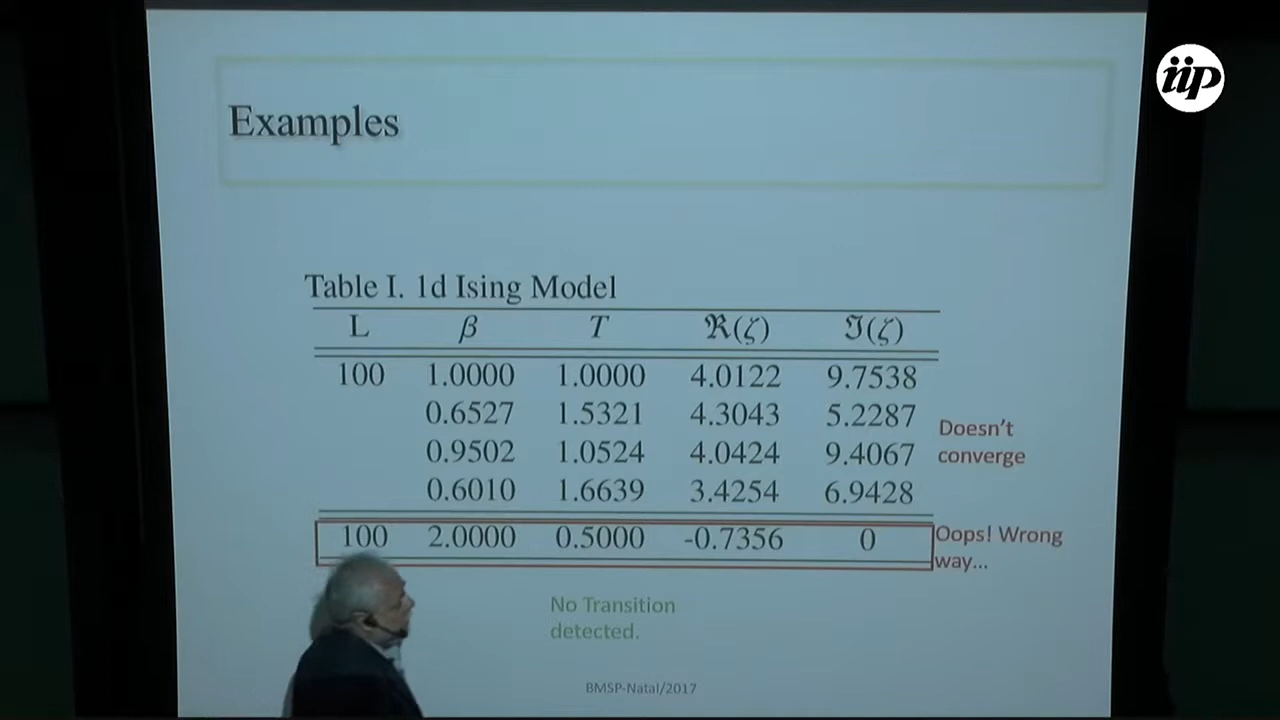 iip
Examples
Table I. 1d Ising Model
L β T ℜ(ζ) ℑ(ζ)
100 1.0000 1.0000 4.0122 9.7538
0.6527 1.5321 4.3043 5.2287
0.9502 1.0524 4.0424 9.4067
0.6010 1.6639 3.4254 6.9428
Doesn't
converge
100 2.0000 0.5000 -0.7356 0
Oops! Wrong
way...
No Transition
detected.
BMSP-Natal/2017